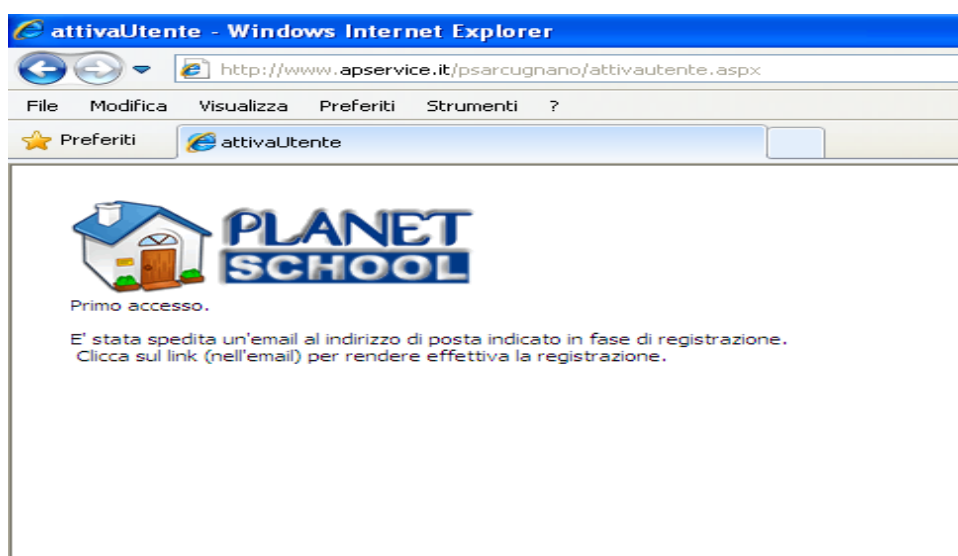 attivaUtente - Windows Internet Explorer
http://www.apservice.it/psarcugnano/attivautente.aspx
File Modifica Visualizza Preferiti Strumenti ?
Preferiti attivaUtente
PLANET
SCHOOL
Primo accesso.
E' stata spedita un'email al indirizzo di posta indicato in fase di registrazione.
Clicca sul link (nell'email) per rendere effettiva la registrazione.